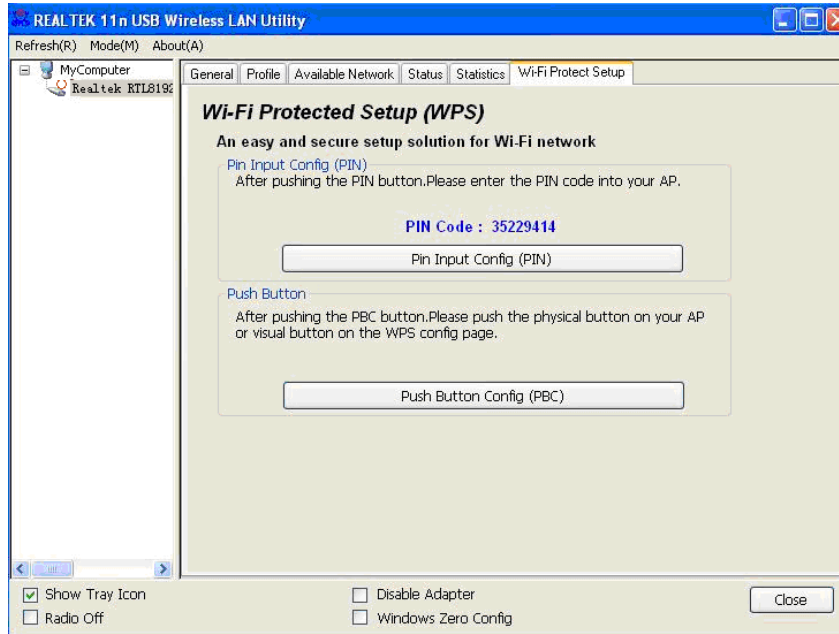 REALTEK 11n USB Wireless LAN Utility
Refresh(R) Mode(M) About(A)
MyComputer
Realtek RTL8192
General Profile Available Network Status Statistics Wi-Fi Protect Setup
Wi-Fi Protected Setup (WPS)
An easy and secure setup solution for Wi-Fi network
Pin Input Config (PIN)
After pushing the PIN button.Please enter the PIN code into your AP.
PIN Code : 35229414
Pin Input Config (PIN)
Push Button
After pushing the PBC button.Please push the physical button on your AP
or visual button on the WPS config page.
Push Button Config (PBC)
Show Tray Icon
Radio Off
Disable Adapter
Windows Zero Config
Close